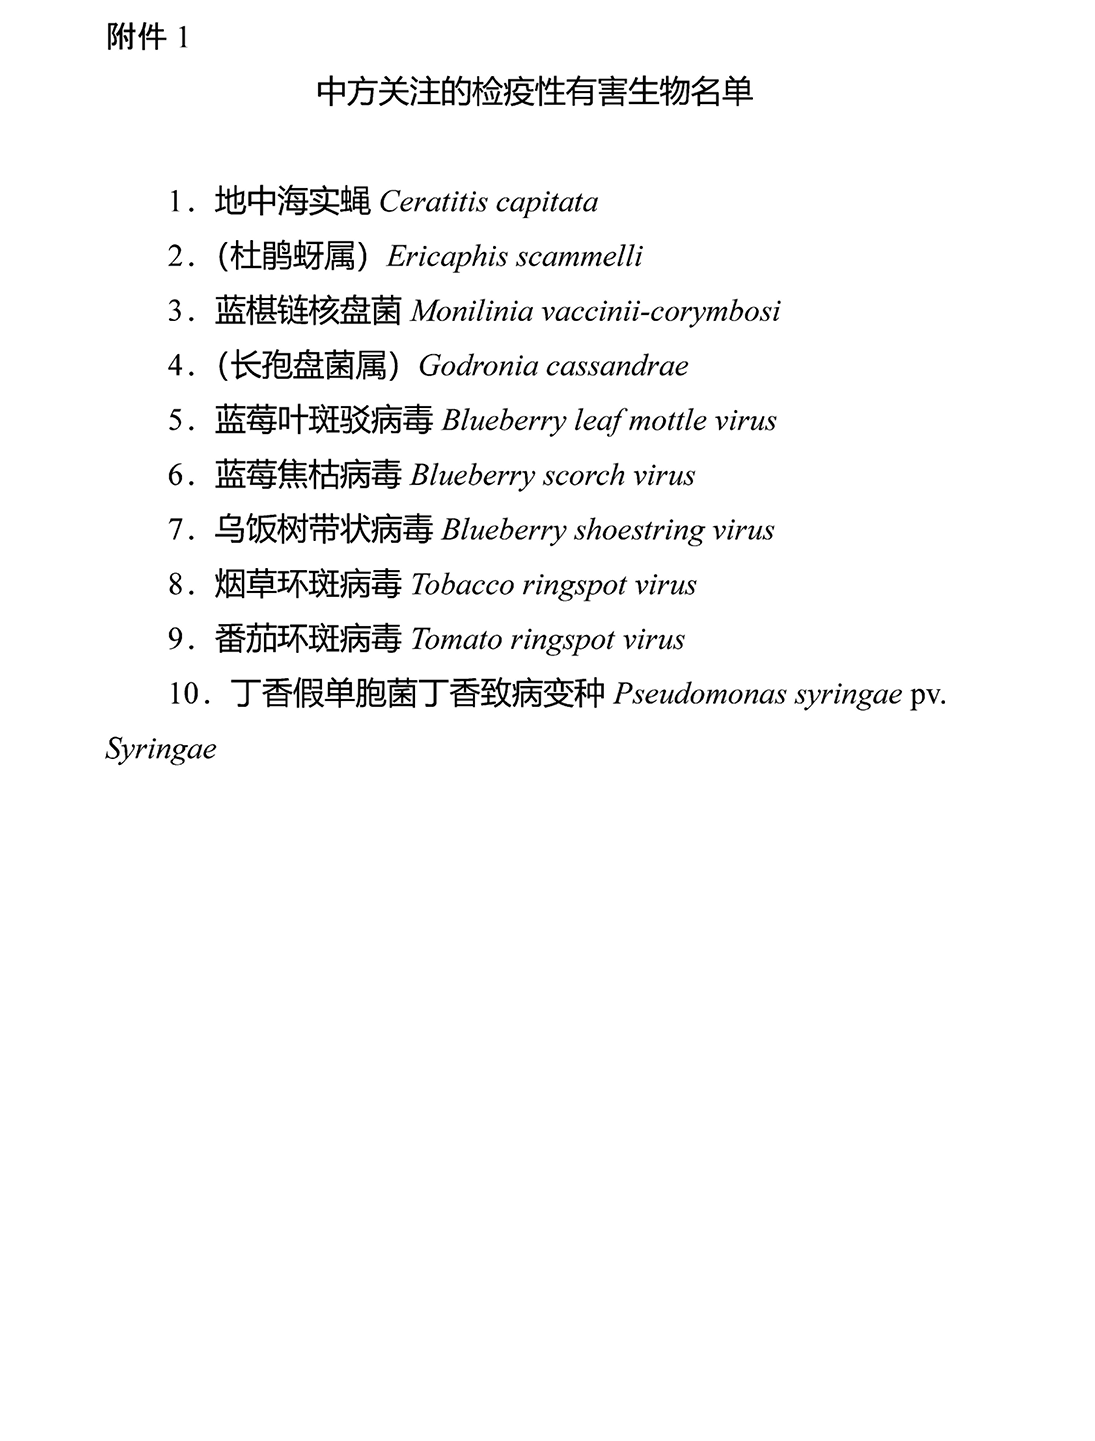 附件 1
中方关注的检疫性有害生物名单
1．地中海实蝇 Ceratitis capitata
2．（杜鹃蚜属）Ericaphis scammelli
3．蓝椹链核盘菌 Monilinia vaccinii-corymbosi
4．（长孢盘菌属）Godronia cassandrae
5．蓝莓叶斑驳病毒 Blueberry leaf mottle virus
6．蓝莓焦枯病毒 Blueberry scorch virus
7．乌饭树带状病毒 Blueberry shoestring virus
8．烟草环斑病毒 Tobacco ringspot virus
9．番茄环斑病毒 Tomato ringspot virus
10．丁香假单胞菌丁香致病变种 Pseudomonas syringae pv.
Syringae